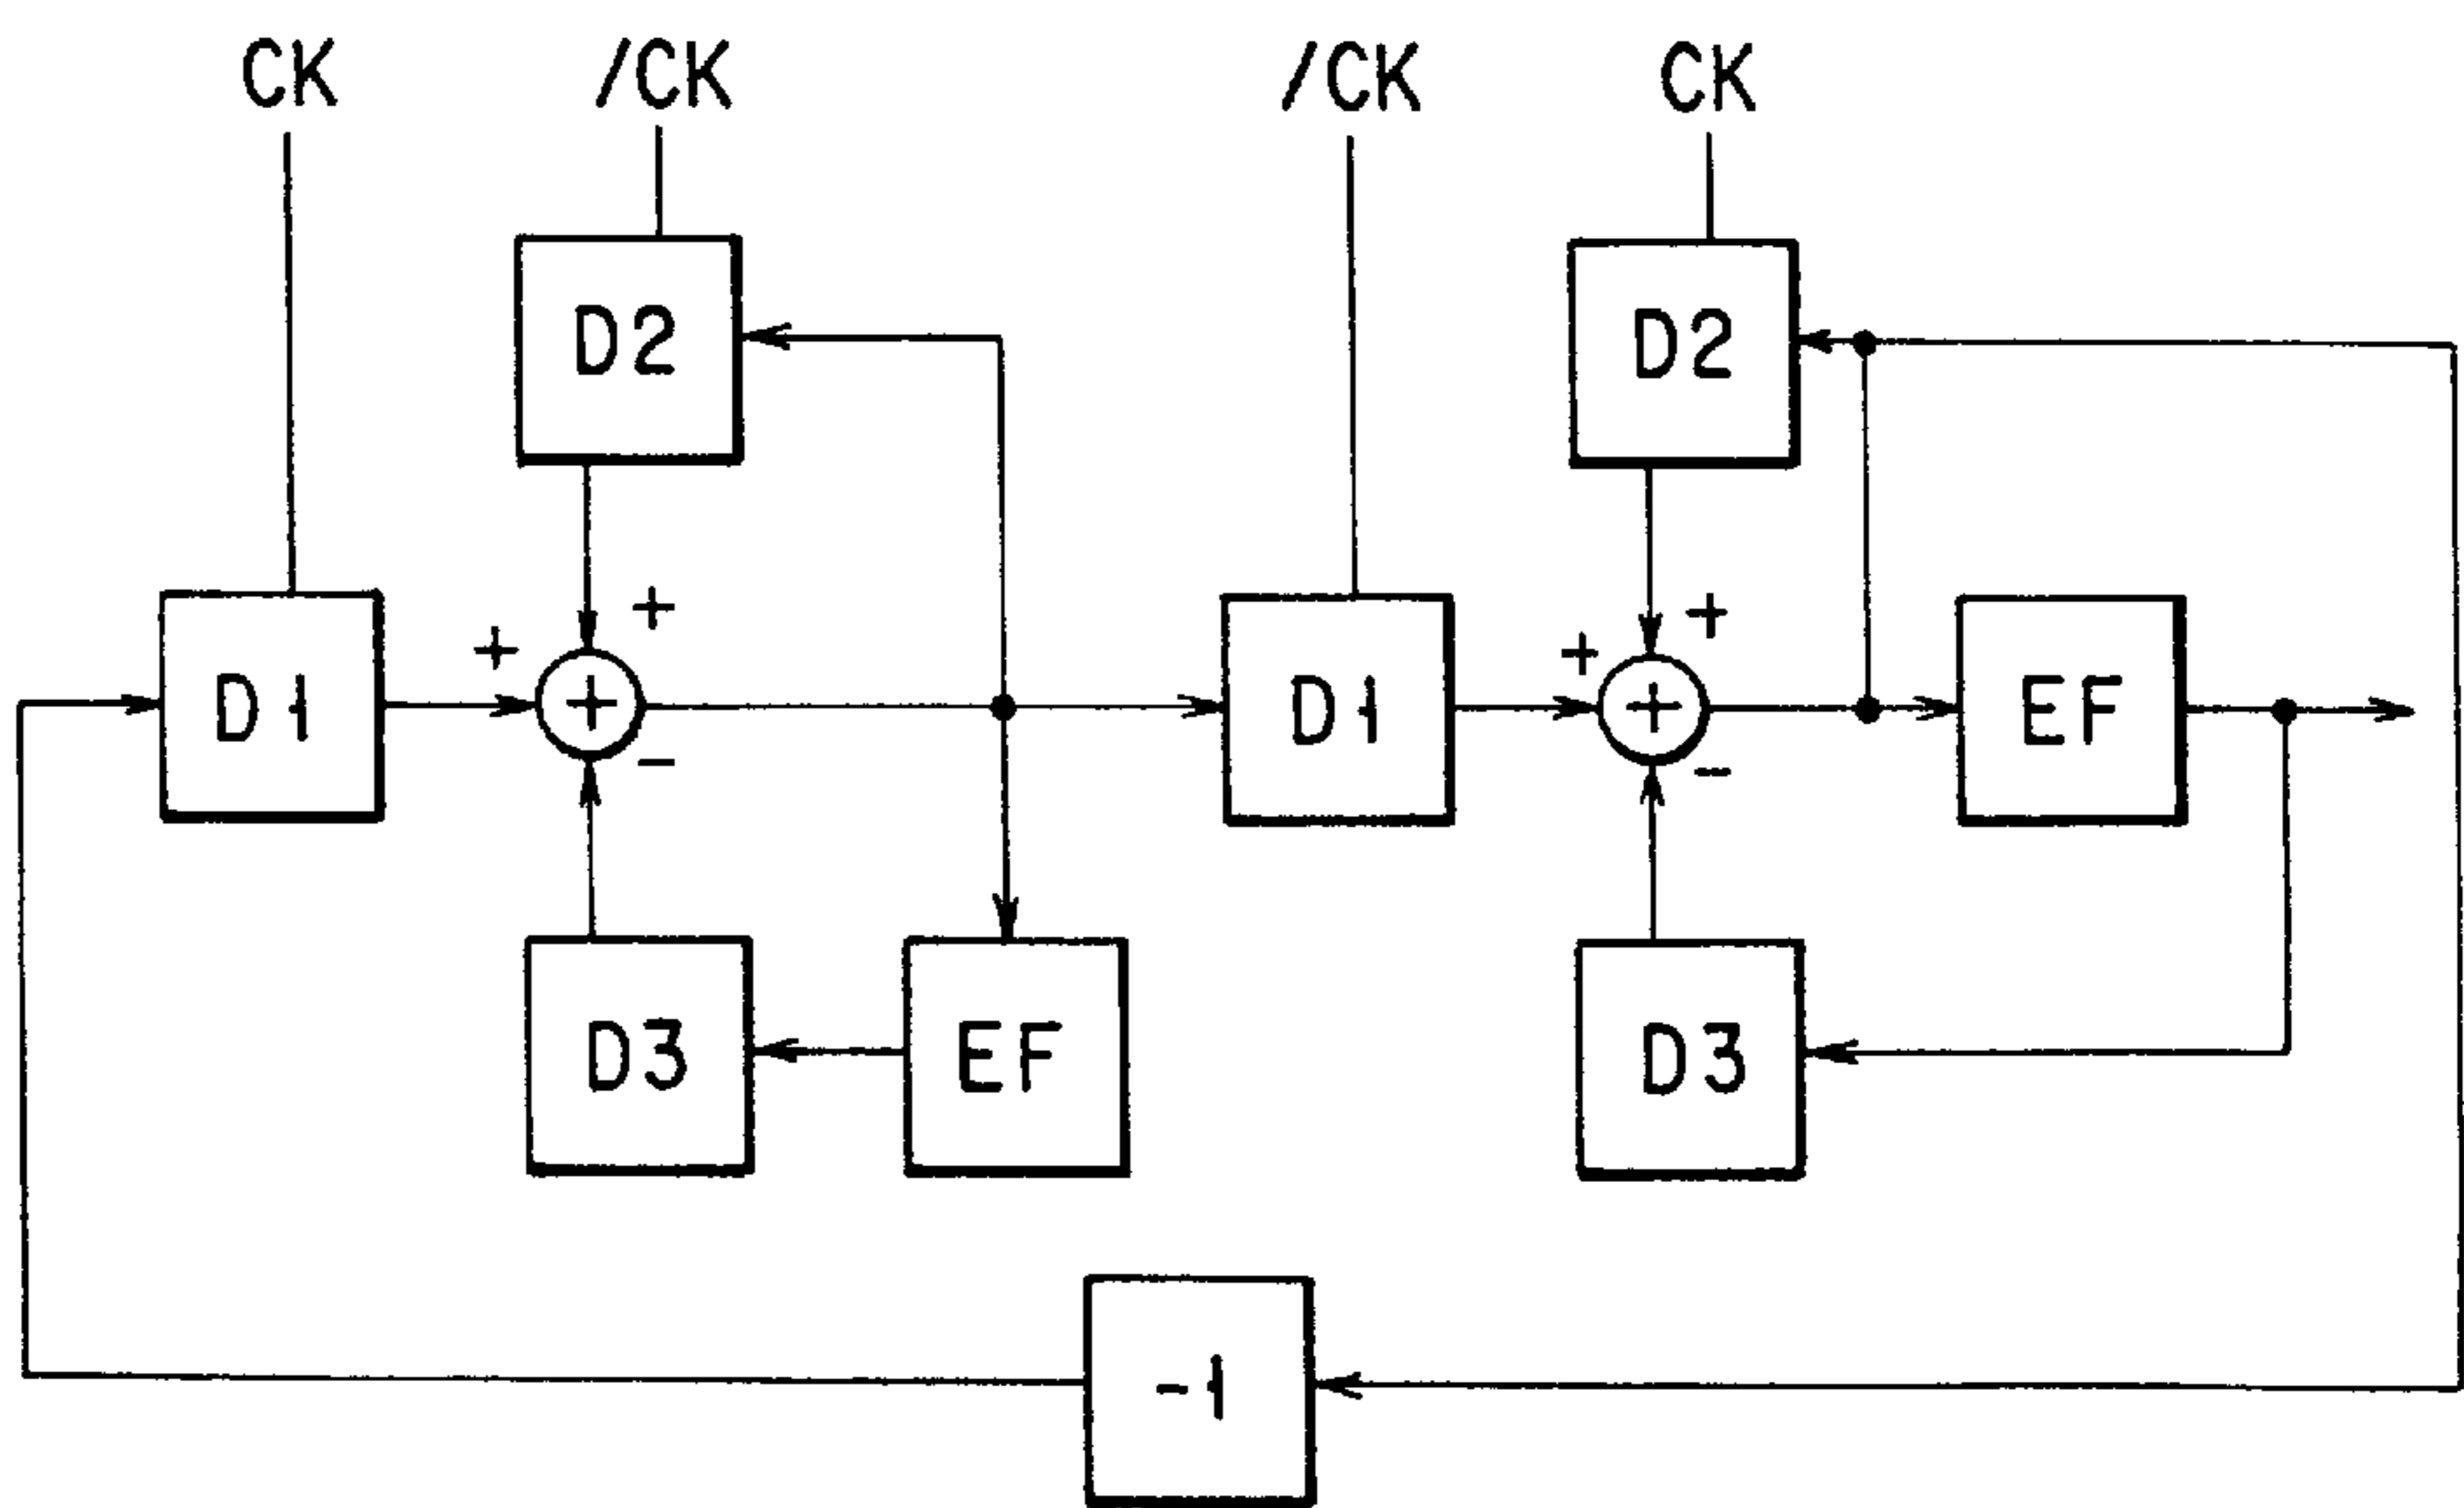 CK /CK /CK CK
D2 D2
+ + + +
D1 + D1 + EF
- -
D3 EF D3
-1